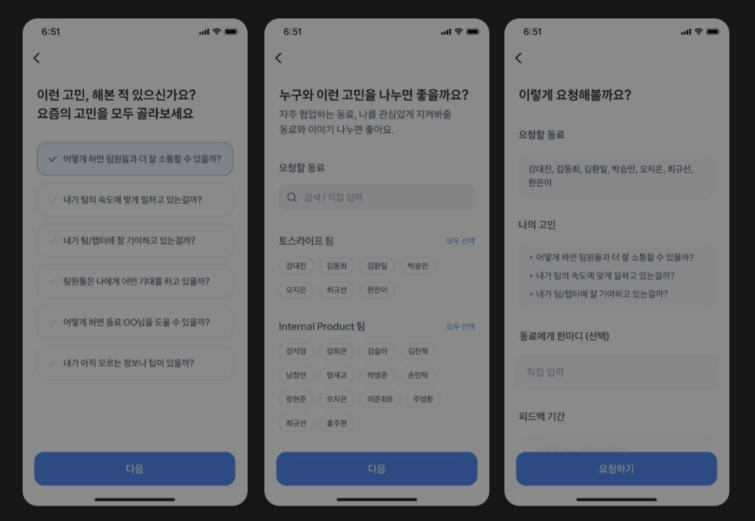 6:51
이런 고민, 해본 적 있으신가요?
요즘의 고민을 모두 골라보세요
어떻게 하면 팀원들과 더 잘 소통할 수 있을까?
내가 팀의 속도에 맞게 일하고 있는걸까?
내가 팀/챕터에 잘 기여하고 있는걸까?
팀원들은 나에게 어떤 기대를 하고 있을까?
어떻게 하면 동료 OO님을 도울 수 있을까?
내가 아직 모르는 정보나 팁이 있을까?
다음
6:51
누구와 이런 고민을 나누면 좋을까요?
자주 협업하는 동료, 나를 관심있게 지켜봐줄
동료와 이야기 나누면 좋아요.
요청할 동료
검색 / 직접 입력
토스라이프 팀 모두 선택
강대진 김동희 김환일 박승민
오지은 최규선 한은이
Internal Product 팀 모두 선택
강지영 강희은 김슬아 김찬혁
남정연 엄세교 박병준 손민탁
장현준 오지은 이준희B 주영환
최규선 홍주현
다음
6:51
이렇게 요청해볼까요?
요청할 동료
강대진, 김동희, 김환일, 박승민, 오지은, 최규선,
한은이
나의 고민
• 어떻게 하면 팀원들과 더 잘 소통할 수 있을까?
• 내가 팀의 속도에 맞게 일하고 있는걸까?
• 내가 팀/챕터에 잘 기여하고 있는걸까?
동료에게 한마디 (선택)
직접 입력
피드백 기간
요청하기